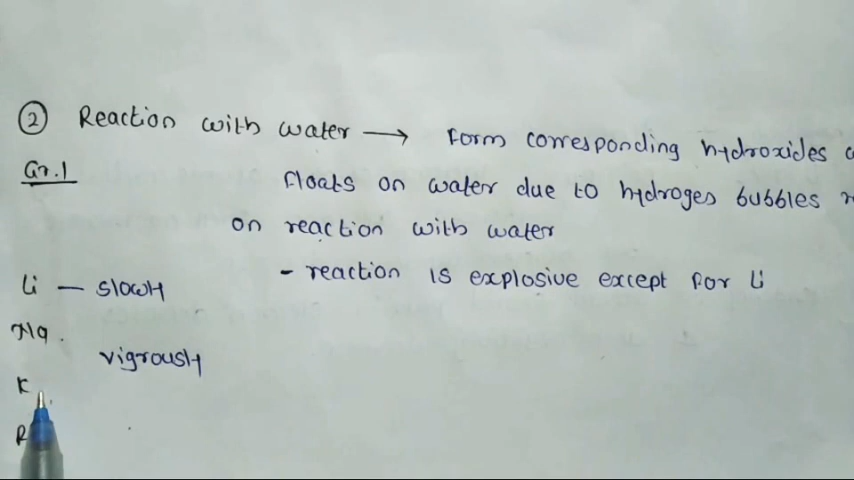 ② Reaction with water → Form corresponding hydroxides
Gr.1
floats on water due to hydroges bubbles
on reaction with water
- reaction is explosive except for Li
Li — slowly
Na.
vigrously
K
R